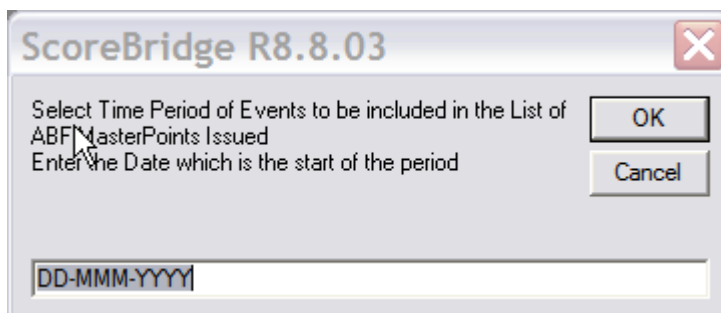 ScoreBridge R8.8.03
Select Time Period of Events to be included in the List of
ABF MasterPoints Issued
Enter the Date which is the start of the period
OK
Cancel
DD-MMM-YYYY